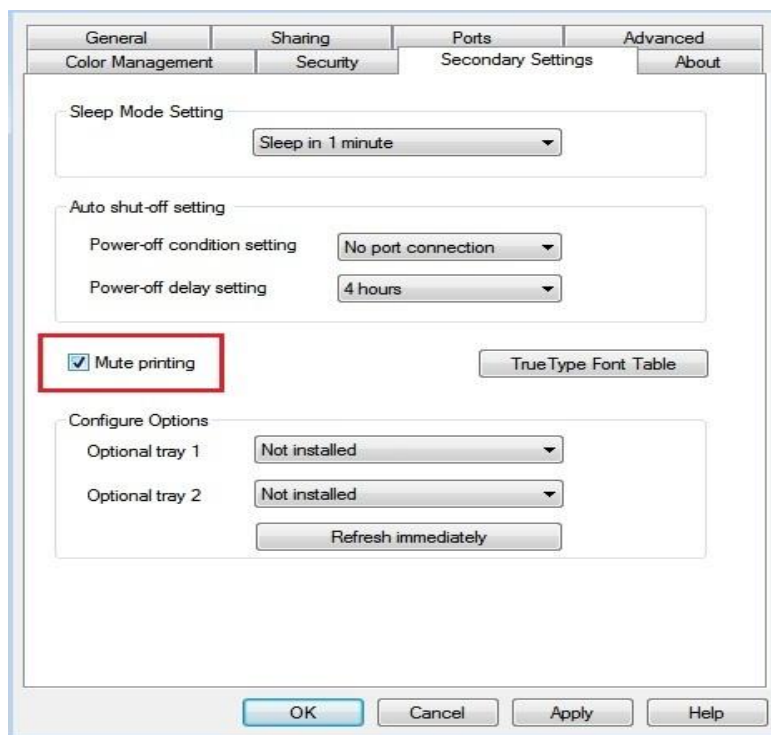 General Sharing Ports Advanced
Color Management Security Secondary Settings About
Sleep Mode Setting
Sleep in 1 minute
Auto shut-off setting
Power-off condition setting No port connection
Power-off delay setting 4 hours
Mute printing TrueType Font Table
Configure Options
Optional tray 1 Not installed
Optional tray 2 Not installed
Refresh immediately
OK Cancel Apply Help